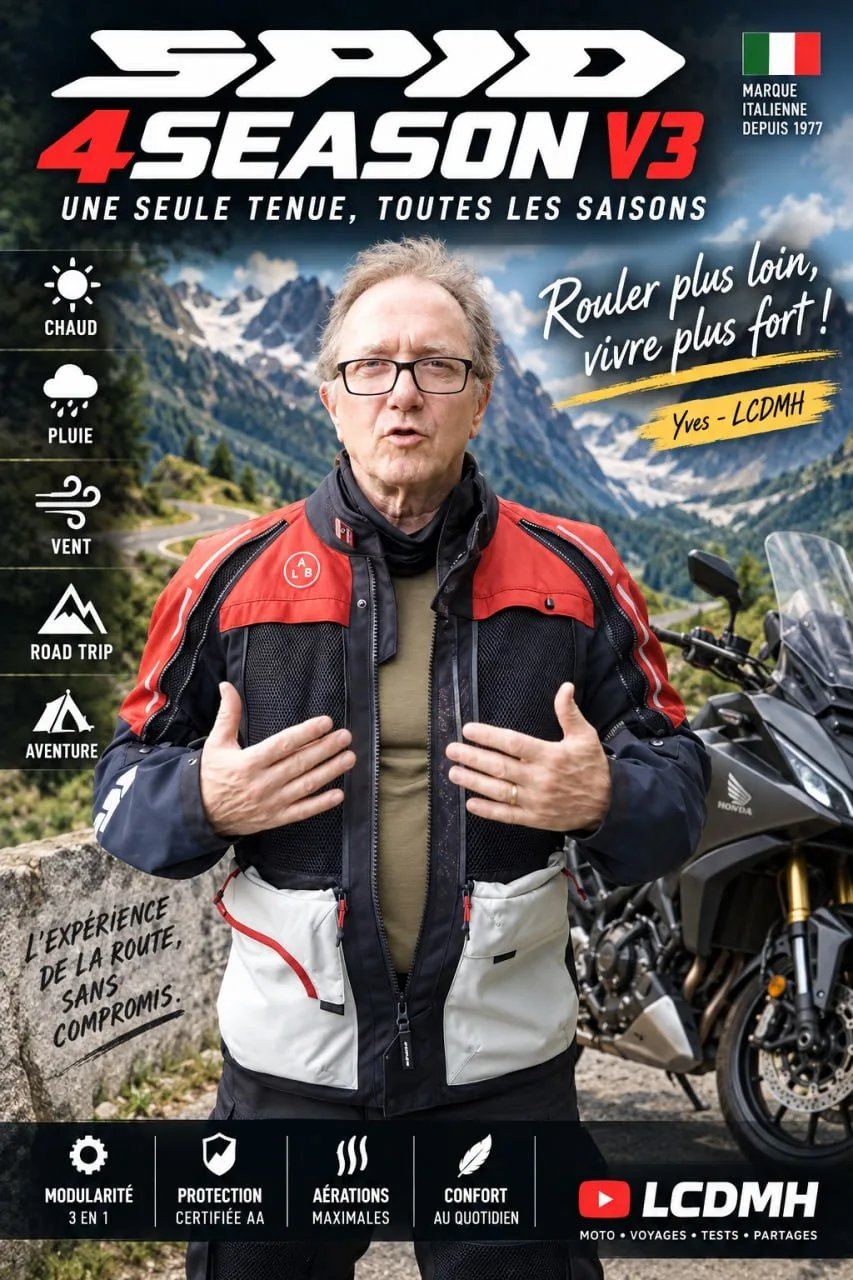 SPID
4SEASON V3
UNE SEULE TENUE, TOUTES LES SAISONS
MARQUE
ITALIENNE
DEPUIS 1977
CHAUD
PLUIE
VENT
ROAD TRIP
AVENTURE
Rouler plus loin,
vivre plus fort !
Yves - LCDMH
A
L B
HONDA
L'EXPÉRIENCE
DE LA ROUTE,
SANS
COMPROMIS.
MODULARITÉ
3 EN 1
PROTECTION
CERTIFIÉE AA
AÉRATIONS
MAXIMALES
CONFORT
AU QUOTIDIEN
LCDMH
MOTO • VOYAGES • TESTS • PARTAGES